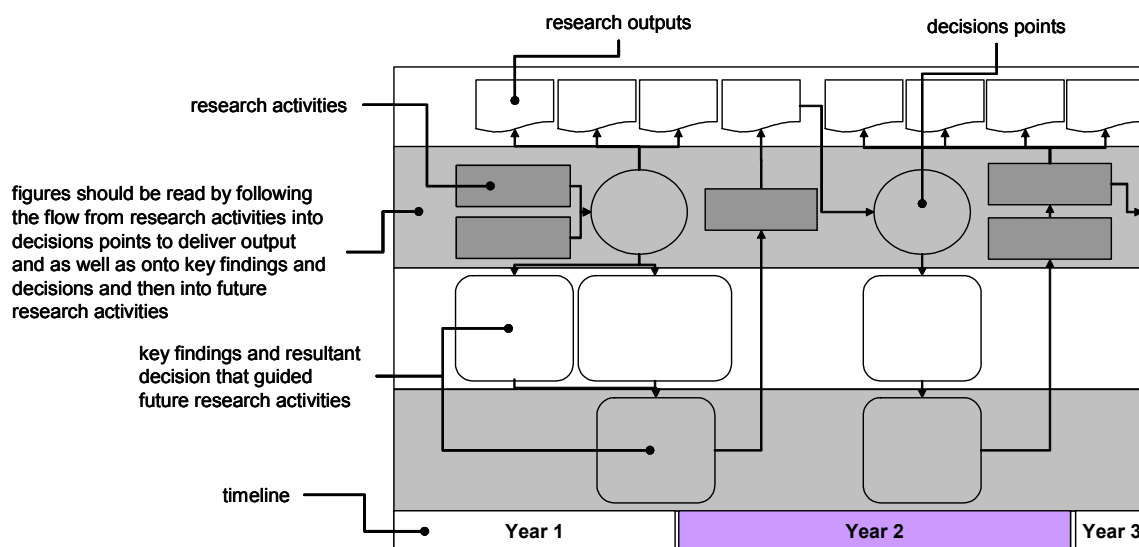 research outputs
decisions points
research activities
figures should be read by following
the flow from research activities into
decisions points to deliver output
and as well as onto key findings and
decisions and then into future
research activities
key findings and resultant
decision that guided
future research activities
timeline
Year 1
Year 2
Year 3